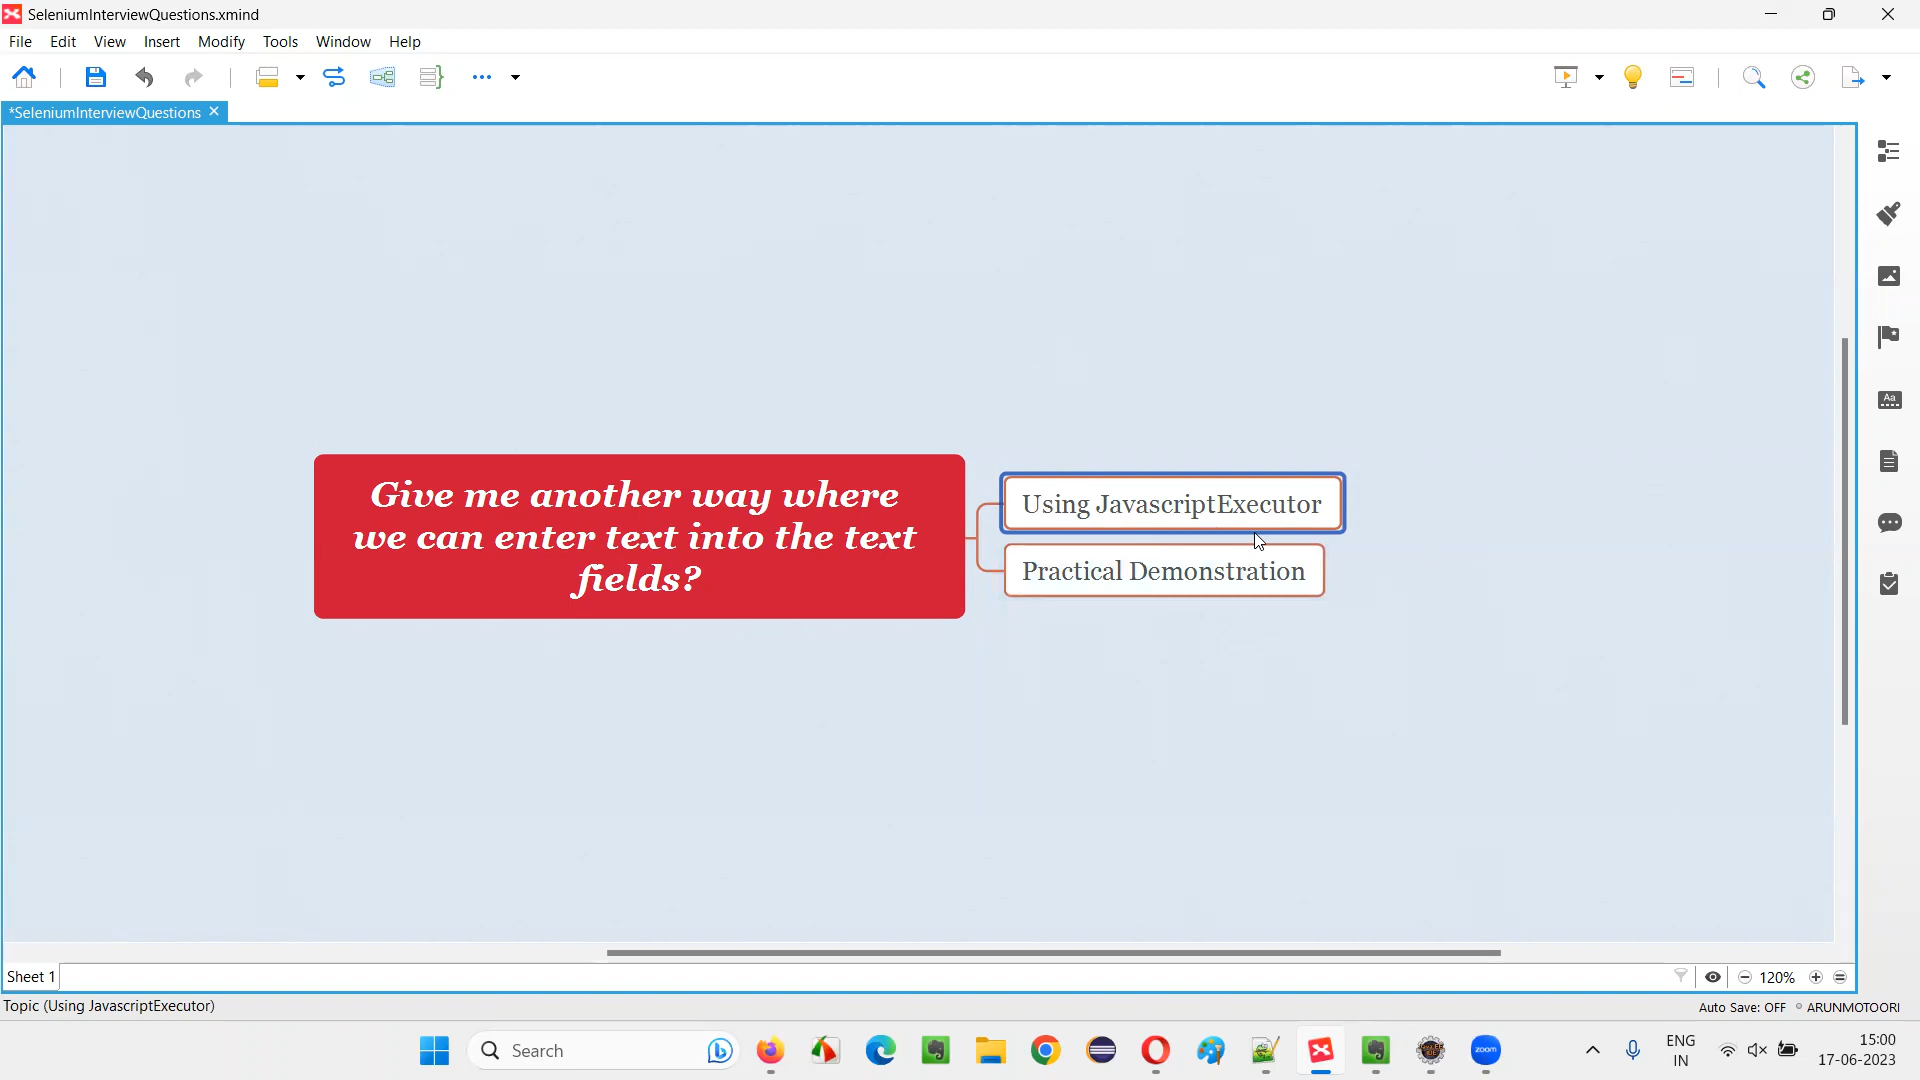 SeleniumInterviewQuestions.xmind
File Edit View Insert Modify Tools Window Help
*SeleniumInterviewQuestions
Give me another way where
we can enter text into the text
fields?
Using JavascriptExecutor
Practical Demonstration
Aa
Sheet 1
120%
Topic (Using JavascriptExecutor)
Auto Save: OFF ARUNMOTOORI
Search
zoom
ENG
IN
15:00
17-06-2023